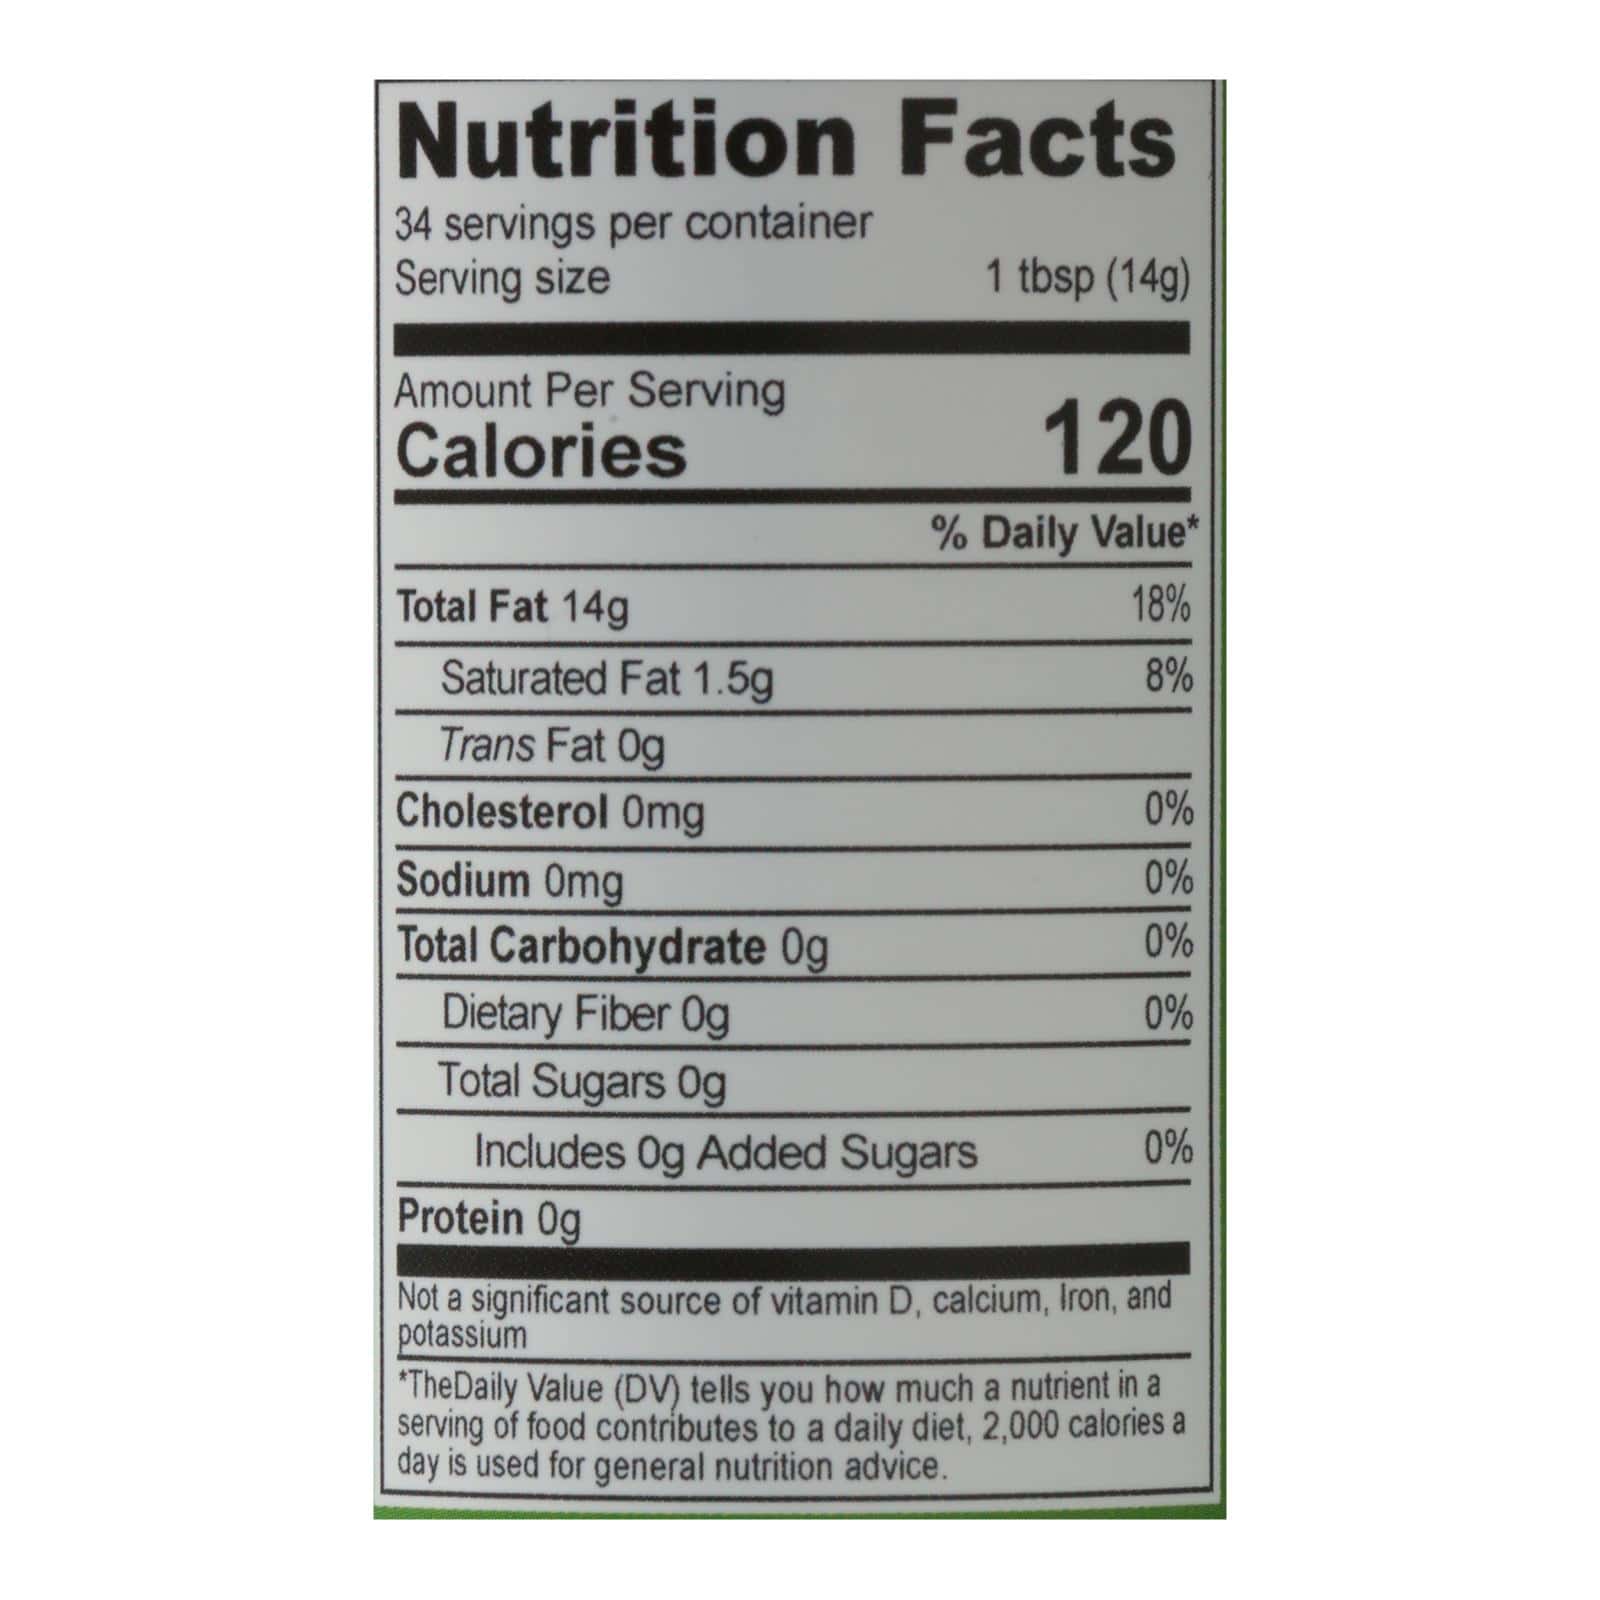 Nutrition Facts
34 servings per container
Serving size 1 tbsp (14g)
Amount Per Serving
Calories 120
% Daily Value*
Total Fat 14g 18%
Saturated Fat 1.5g 8%
Trans Fat 0g
Cholesterol 0mg 0%
Sodium 0mg 0%
Total Carbohydrate 0g 0%
Dietary Fiber 0g 0%
Total Sugars 0g
Includes 0g Added Sugars 0%
Protein 0g
Not a significant source of vitamin D, calcium, Iron, and
potassium
*TheDaily Value (DV) tells you how much a nutrient in a
serving of food contributes to a daily diet, 2,000 calories a
day is used for general nutrition advice.